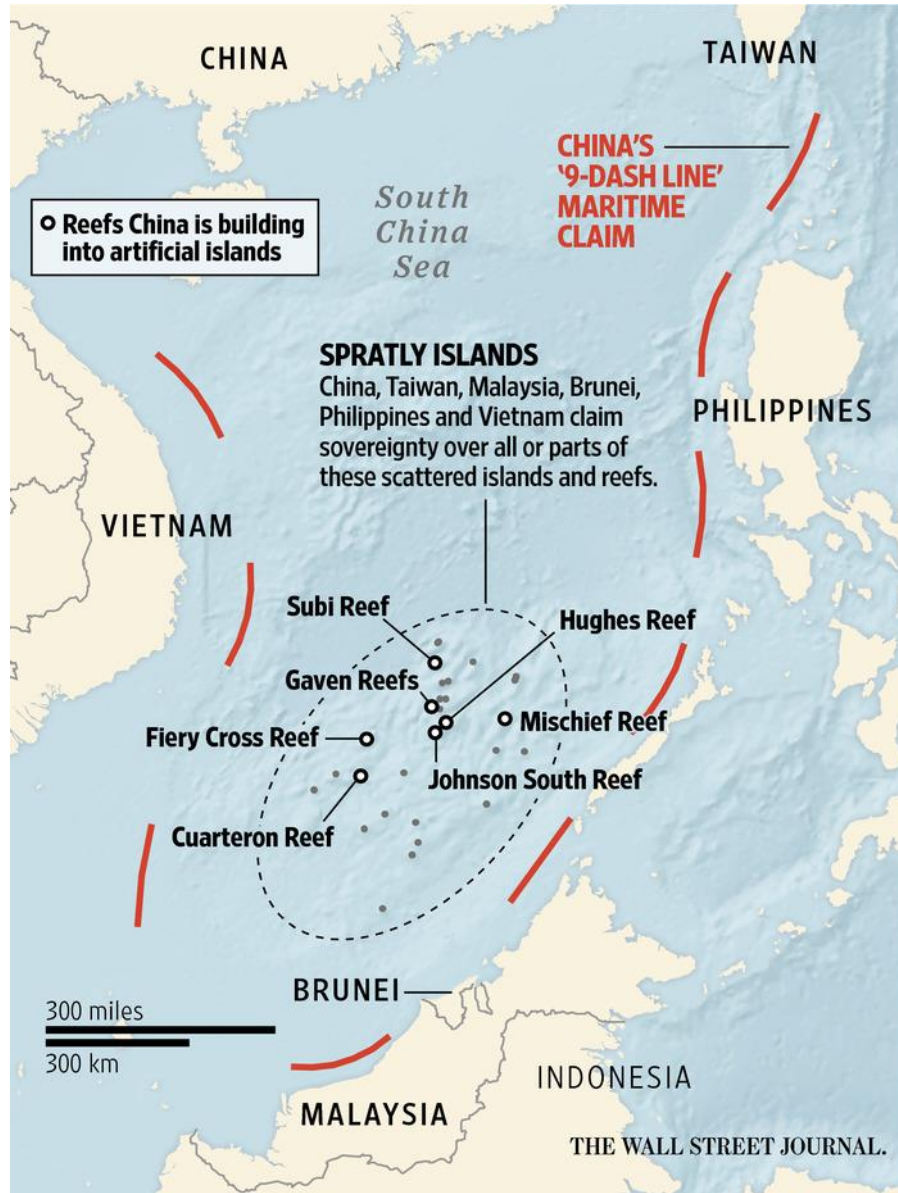 CHINA
TAIWAN
CHINA'S
'9-DASH LINE'
MARITIME
CLAIM
South
China
Sea
Reefs China is building
into artificial islands
SPRATLY ISLANDS
China, Taiwan, Malaysia, Brunei,
Philippines and Vietnam claim
sovereignty over all or parts of
these scattered islands and reefs.
PHILIPPINES
VIETNAM
Subi Reef
Hughes Reef
Gaven Reefs
Mischief Reef
Fiery Cross Reef
Johnson South Reef
Cuarteron Reef
BRUNEI
300 miles
300 km
INDONESIA
MALAYSIA
THE WALL STREET JOURNAL.